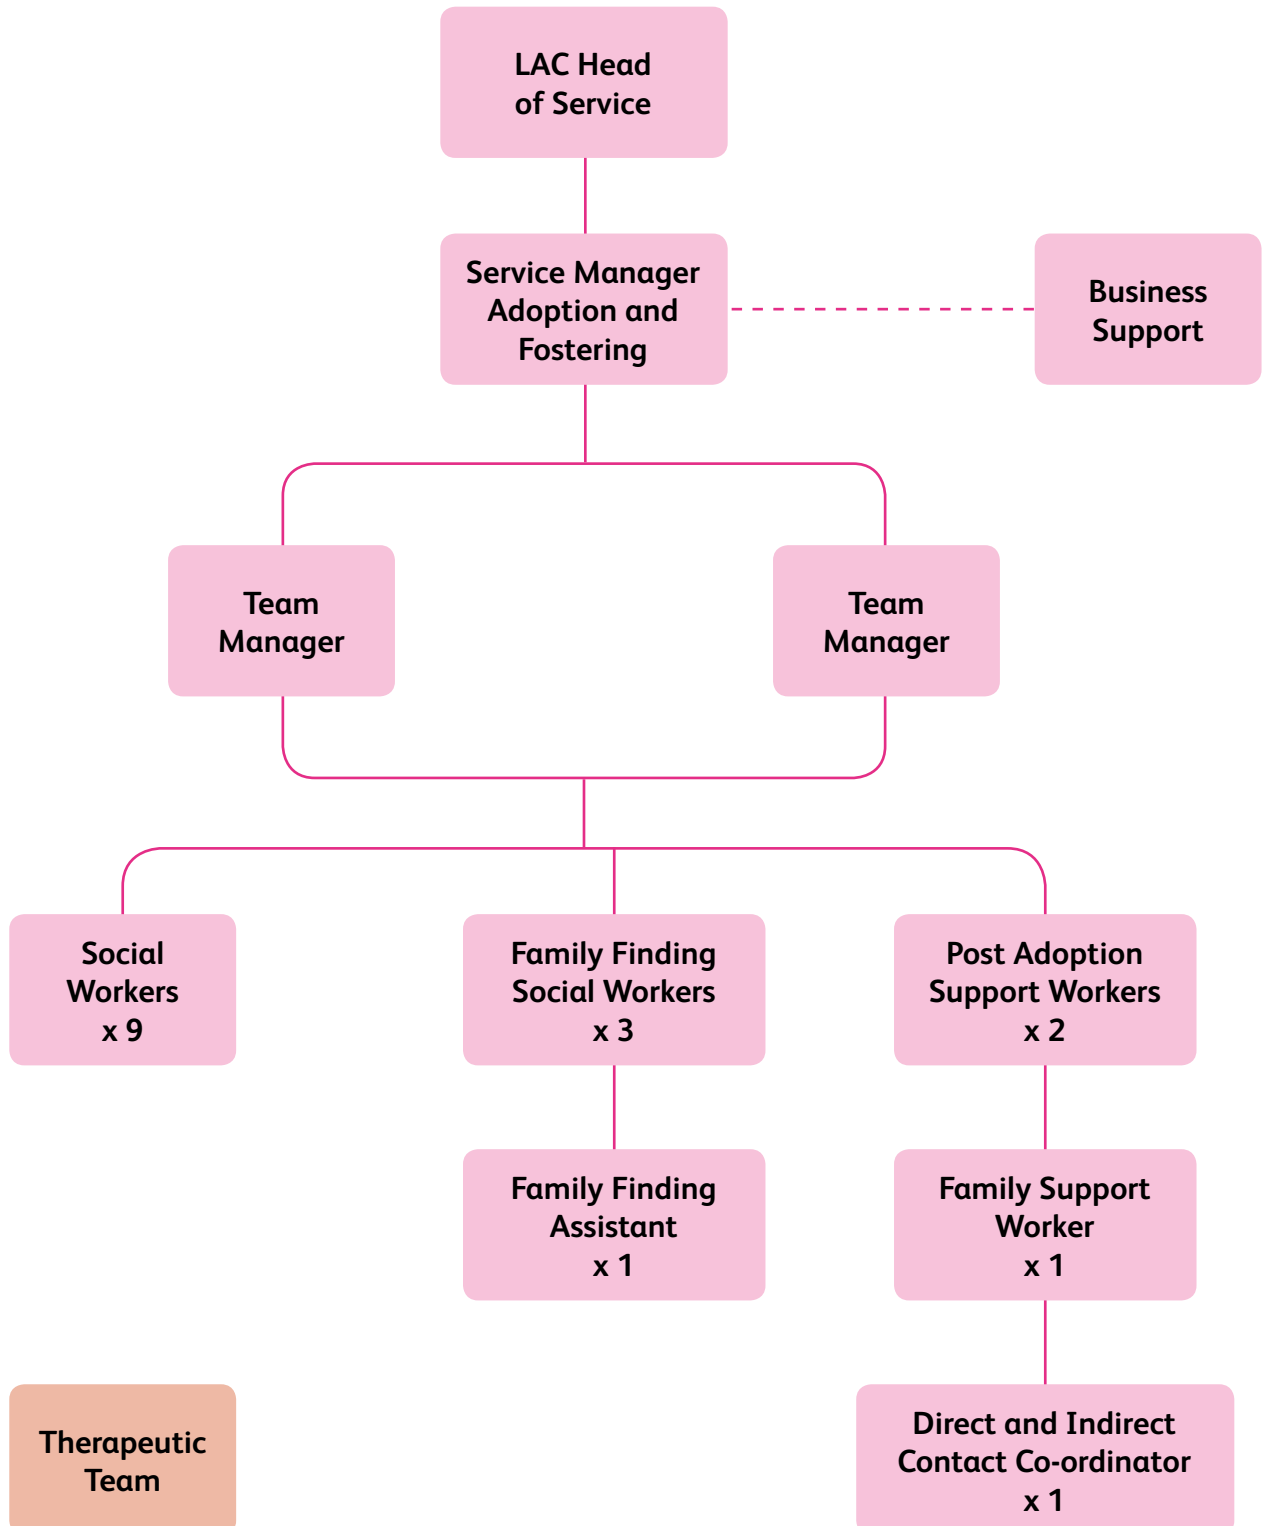 LAC Head
of Service
Service Manager
Adoption and
Fostering
Business
Support
Team
Manager
Team
Manager
Social
Workers
x 9
Family Finding
Social Workers
x 3
Post Adoption
Support Workers
x 2
Family Finding
Assistant
x 1
Family Support
Worker
x 1
Therapeutic
Team
Direct and Indirect
Contact Co-ordinator
x 1